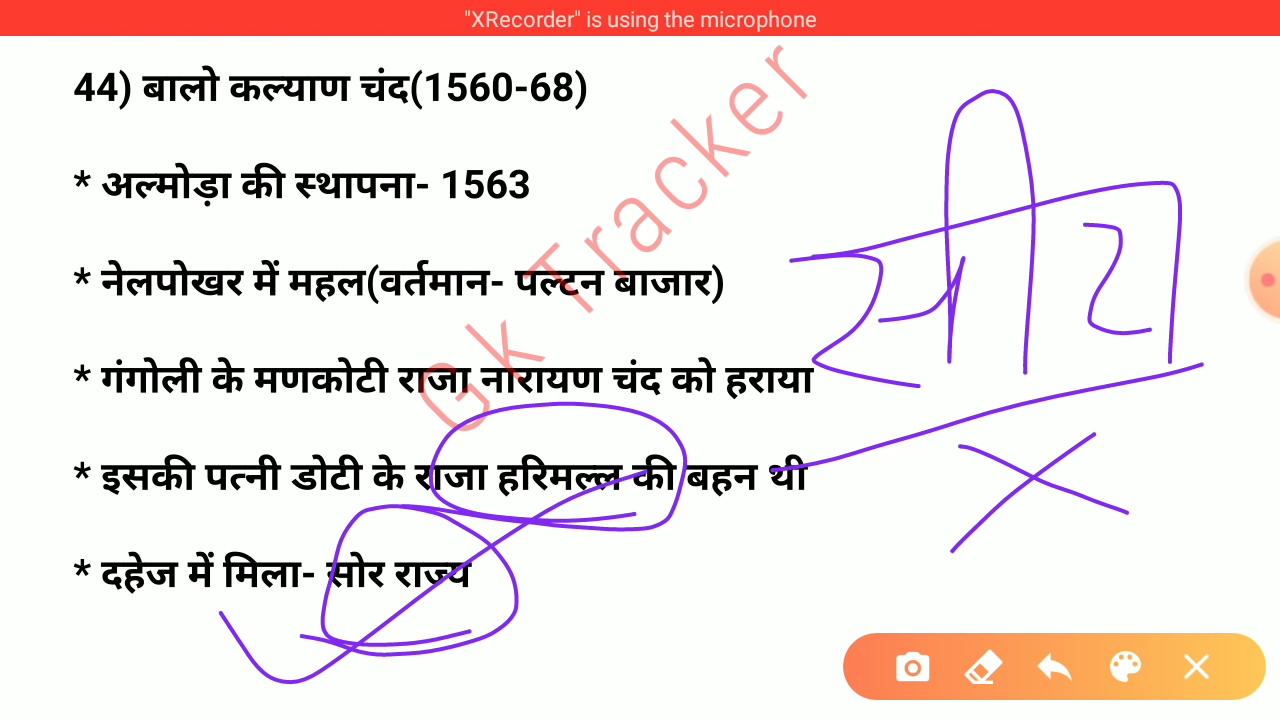 "XRecorder" is using the microphone
44) बालो कल्याण चंद(1560-68)
* अल्मोड़ा की स्थापना- 1563
* नेलपोखर में महल(वर्तमान- पल्टन बाजार)
* गंगोली के मणकोटी राजा नारायण चंद को हराया
* इसकी पत्नी डोटी के राजा हरिमल्ल की बहन थी
* दहेज में मिला- सोर राज्य
Gk Tracker